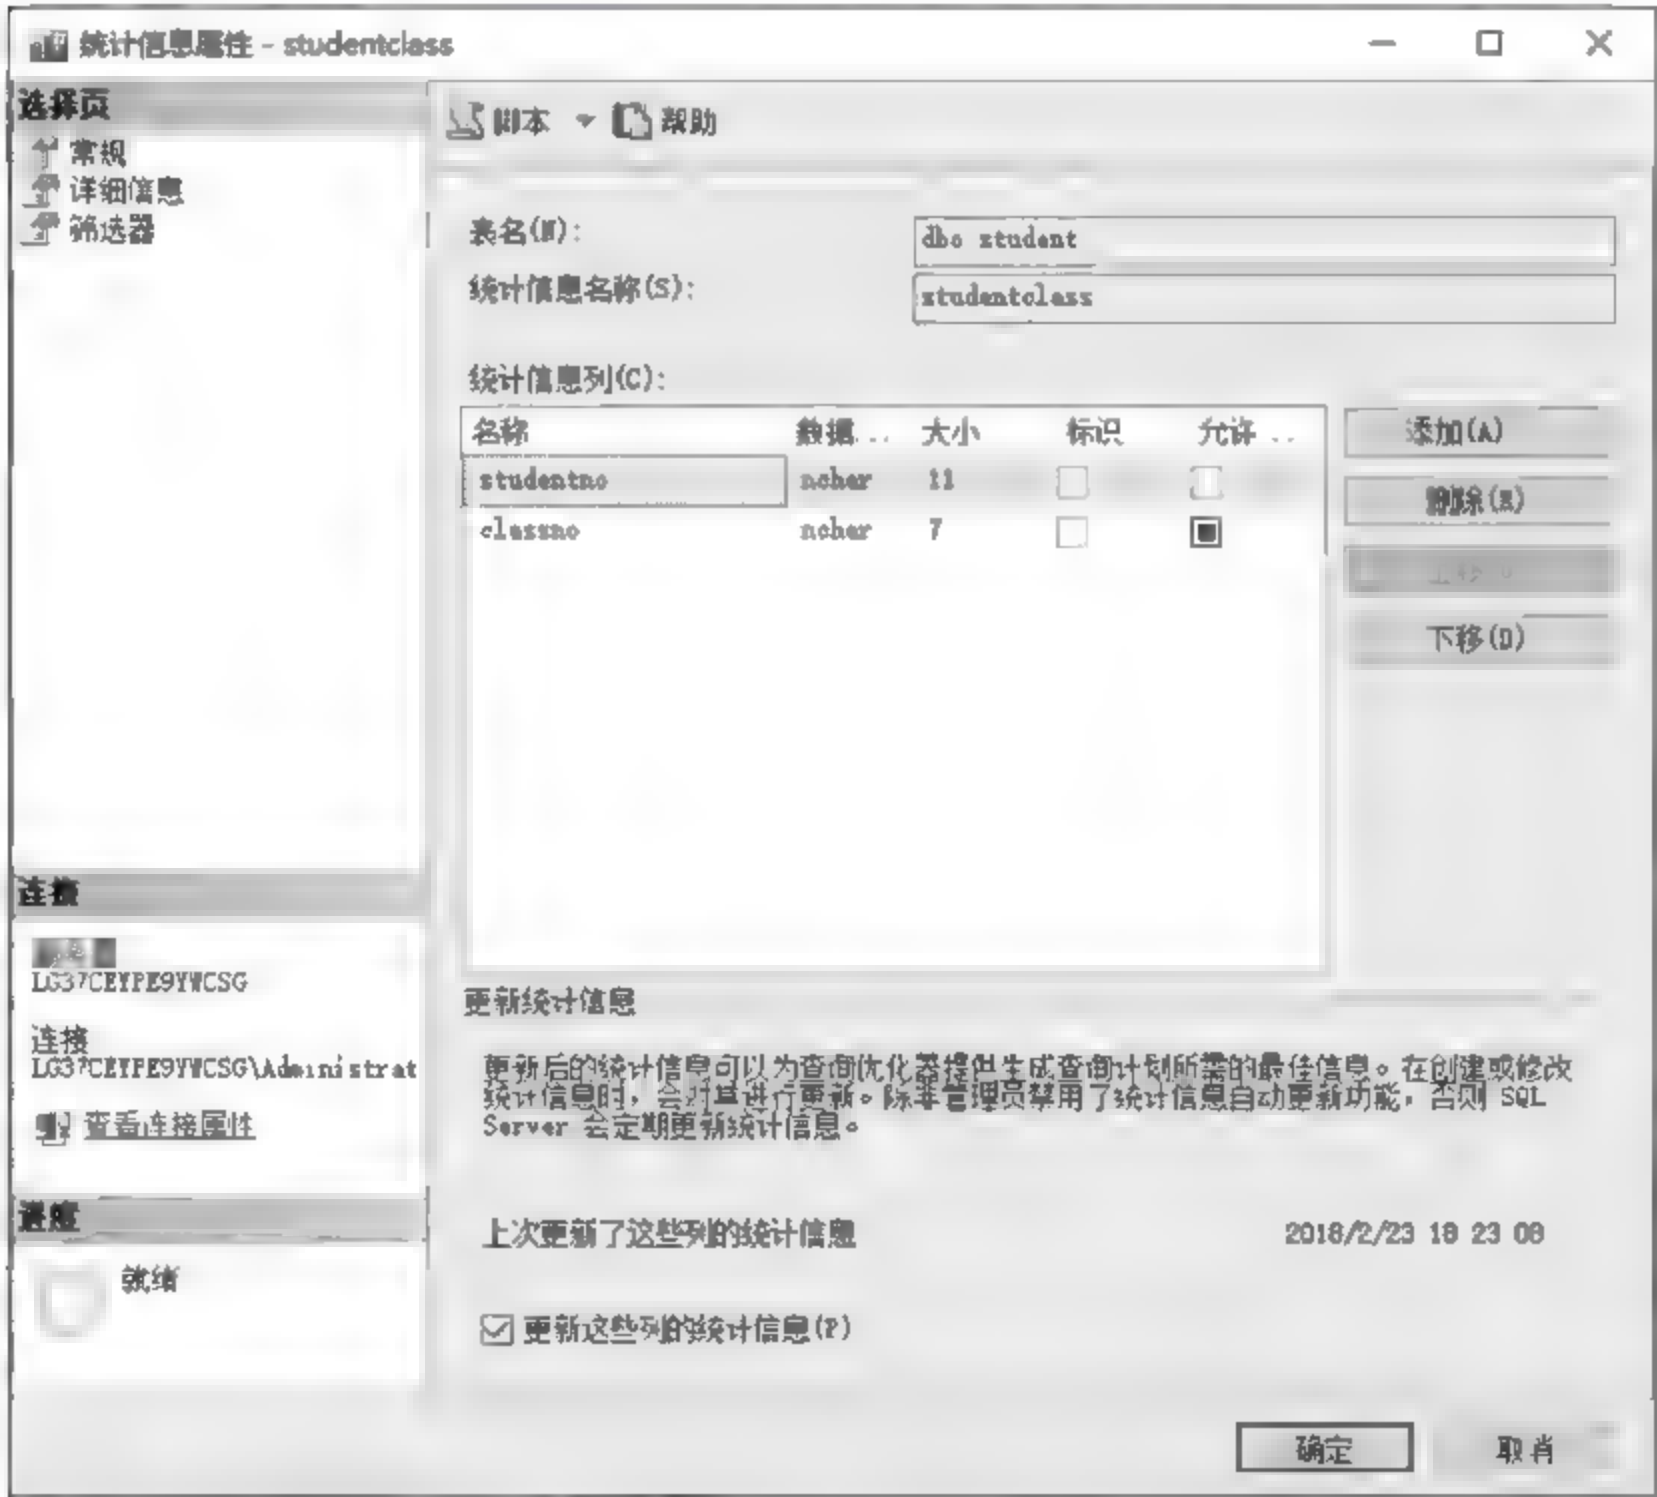 统计信息属性 - studentclass
选择页
常规
详细信息
筛选器
脚本 帮助
表名(N):
dbo student
统计信息名称(S):
studentclass
统计信息列(C):
名称 数据... 大小 标识 允许 ...
studentno nchar 11
classno nchar 7
添加(A)
删除(R)
下移(D)
连接
LG37CEYPE9YWCSG
连接
LG37CEYPE9YWCSG\Administrat
查看连接属性
进度
就绪
更新统计信息
更新后的统计信息可以为查询优化器提供生成查询计划所需的最佳信息。在创建或修改
统计信息时，会对其进行更新。除非管理员禁用了统计信息自动更新功能，否则 SQL
Server 会定期更新统计信息。
上次更新了这些列的统计信息
2018/2/23 18 23 08
更新这些列的统计信息(P)
确定 取消